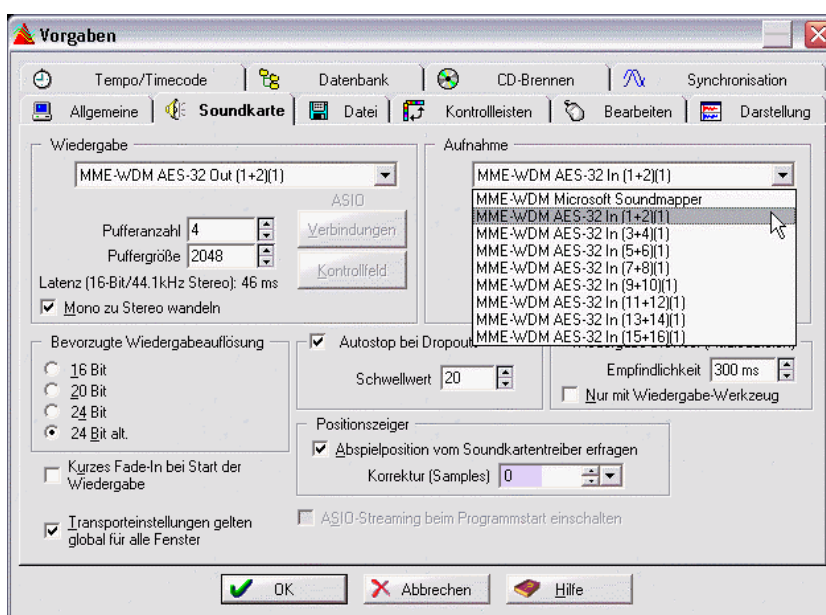 Vorgaben
Tempo/Timecode
Datenbank
CD-Brennen
Synchronisation
Allgemeine
Soundkarte
Datei
Kontrolleisten
Bearbeiten
Darstellung
Wiedergabe
MME-WDM AES-32 Out (1+2)(1)
ASIO
Pufferanzahl 4
Verbindungen
Puffergröße 2048
Kontrollfeld
Latenz (16-Bit/44.1kHz Stereo): 46 ms
Mono zu Stereo wandeln
Aufnahme
MME-WDM AES-32 In (1+2)(1)
MME-WDM Microsoft Soundmapper
MME-WDM AES-32 In (1+2)(1)
MME-WDM AES-32 In (3+4)(1)
MME-WDM AES-32 In (5+6)(1)
MME-WDM AES-32 In (7+8)(1)
MME-WDM AES-32 In (9+10)(1)
MME-WDM AES-32 In (11+12)(1)
MME-WDM AES-32 In (13+14)(1)
MME-WDM AES-32 In (15+16)(1)
Bevorzugte Wiedergabeauflösung
16 Bit
20 Bit
24 Bit
24 Bit alt.
Autostop bei Dropouts
Schwellwert 20
Empfindlichkeit 300 ms
Nur mit Wiedergabe-Werkzeug
Positionszeiger
Abspielposition vom Soundkartentreiber erfragen
Korrektur (Samples) 0
Kurzes Fade-In bei Start der
Wiedergabe
Transporteinstellungen gelten
global für alle Fenster
ASIO-Streaming beim Programmstart einschalten
OK
Abbrechen
Hilfe